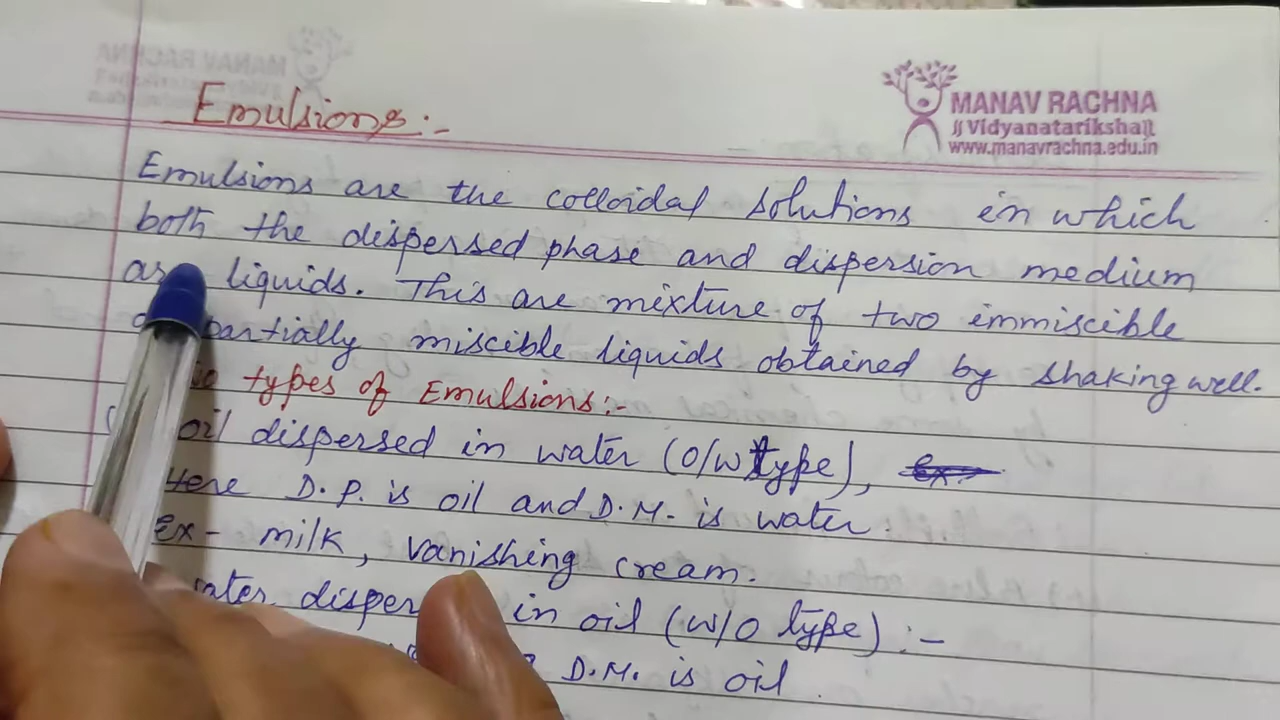 MANAV RACHNA
॥Vidyanatariksha॥
www.manavrachna.edu.in
Emulsions:-
Emulsions are the colloidal solutions in which
both the dispersed phase and dispersion medium
liquids. This are mixture of two immiscible
partially miscible liquids obtained by shaking well.
types of Emulsions:-
oil dispersed in water (O/W type),
Here D.P. is oil and D.M. is water.
ex- milk, vanishing cream.
in oil (W/O type):-
D.M. is oil.